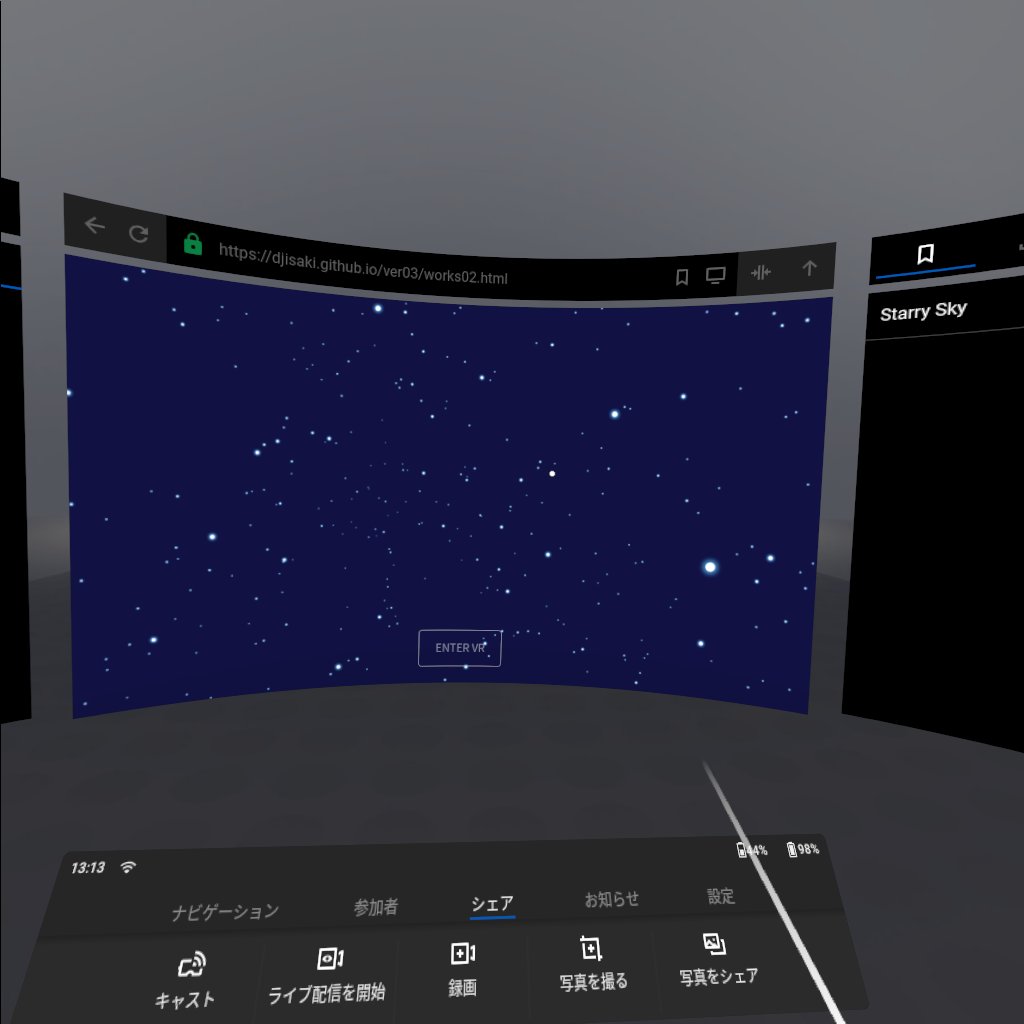 https://djisaki.github.io/ver03/works02.html
Starry Sky
ENTER VR
13:13
44%
98%
ナビゲーション
参加者
シェア
お知らせ
設定
キャスト
ライブ配信を開始
録画
写真を撮る
写真をシェア